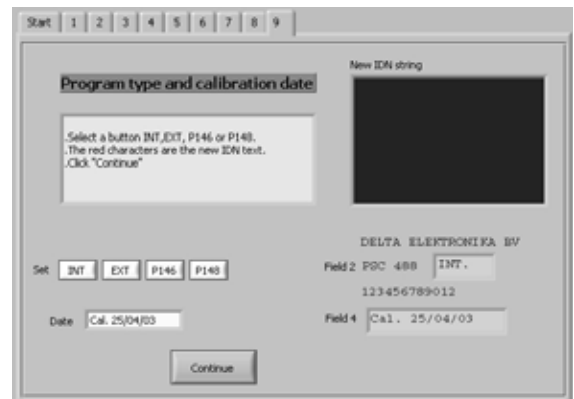 Start 1 2 3 4 5 6 7 8 9
New IDN string
Program type and calibration date
.Select a button INT,EXT, P146 or P148.
.The red characters are the new IDN text.
.Click "Continue"
DELTA ELEKTRONIKA BV
Set INT EXT P146 P148
Field 2 PSC 488 INT.
123456789012
Date Cal. 25/04/03
Field 4 Cal. 25/04/03
Continue